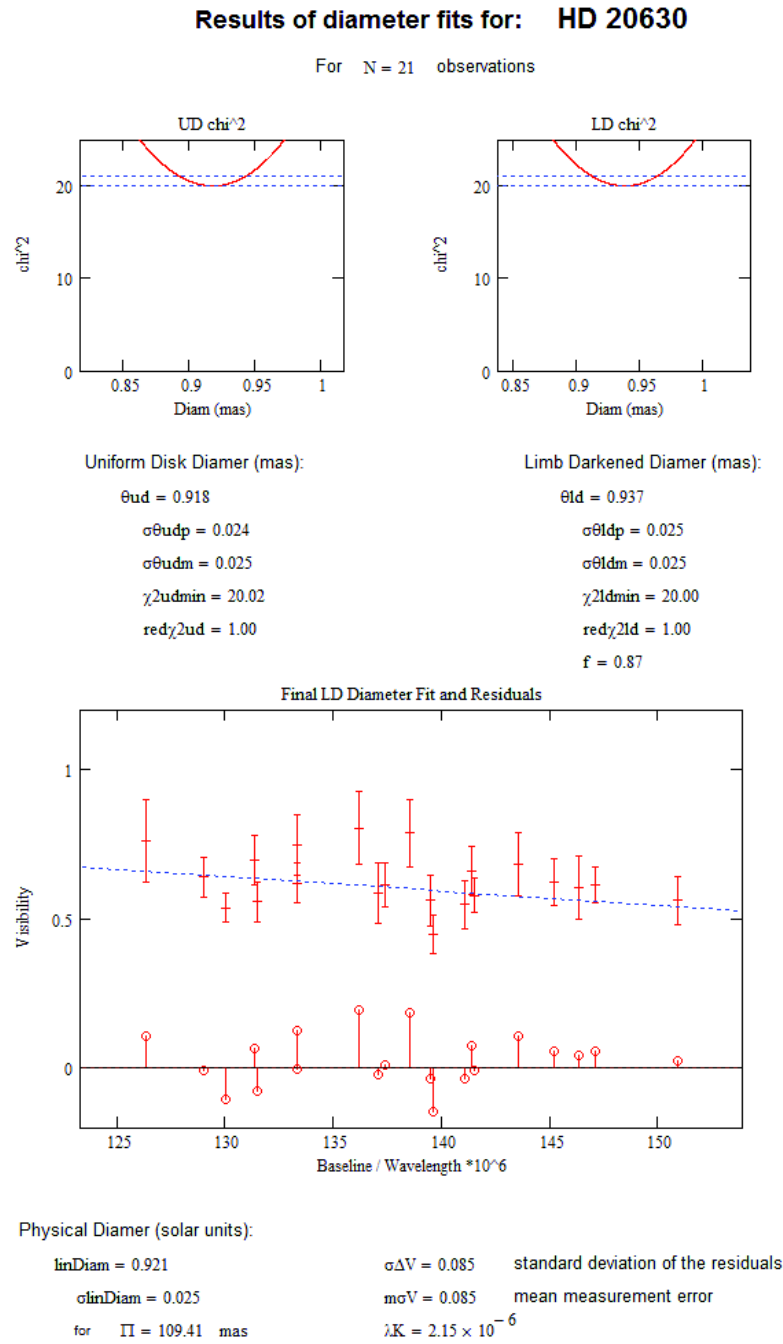 Results of diameter fits for: HD 20630
For N = 21 observations
UD chi^2
LD chi^2
20
10
0
chi^2
0.85 0.9 0.95 1
Diam (mas)
20
10
0
chi^2
0.85 0.9 0.95 1
Diam (mas)
Uniform Disk Diamer (mas):
θud = 0.918
σθudp = 0.024
σθudm = 0.025
χ2udmin = 20.02
redχ2ud = 1.00
Limb Darkened Diamer (mas):
θld = 0.937
σθldp = 0.025
σθldm = 0.025
χ2ldmin = 20.00
redχ2ld = 1.00
f = 0.87
Final LD Diameter Fit and Residuals
1
0.5
0
Visibility
125 130 135 140 145 150
Baseline / Wavelength *10^6
Physical Diamer (solar units):
linDiam = 0.921
σlinDiam = 0.025
for Π = 109.41 mas
σΔV = 0.085 standard deviation of the residuals
mσV = 0.085 mean measurement error
λK = 2.15 × 10⁻⁶